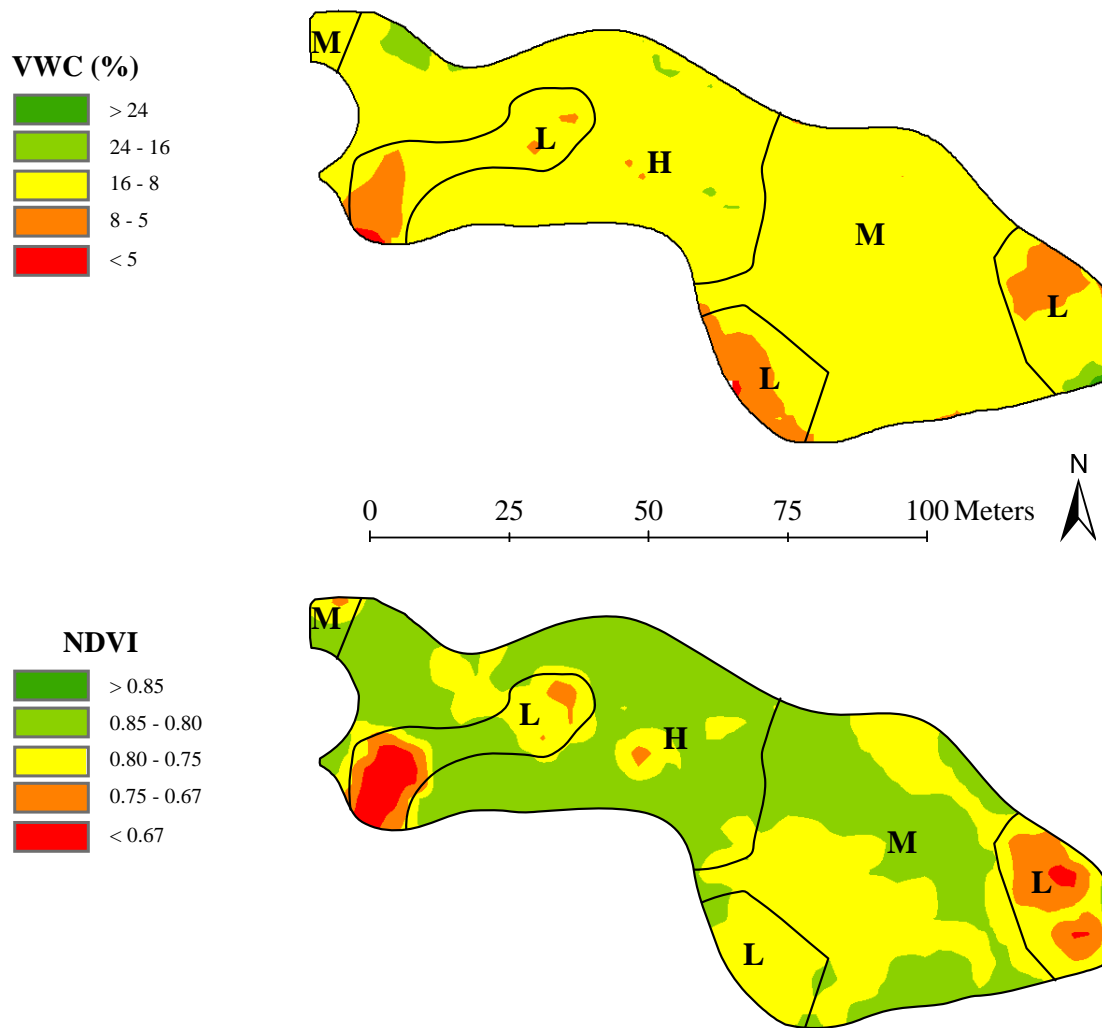 VWC (%)
> 24
24 - 16
16 - 8
8 - 5
< 5
M
L
H
M
L
L
N
0 25 50 75 100 Meters
NDVI
> 0.85
0.85 - 0.80
0.80 - 0.75
0.75 - 0.67
< 0.67
M
L
H
M
L
L